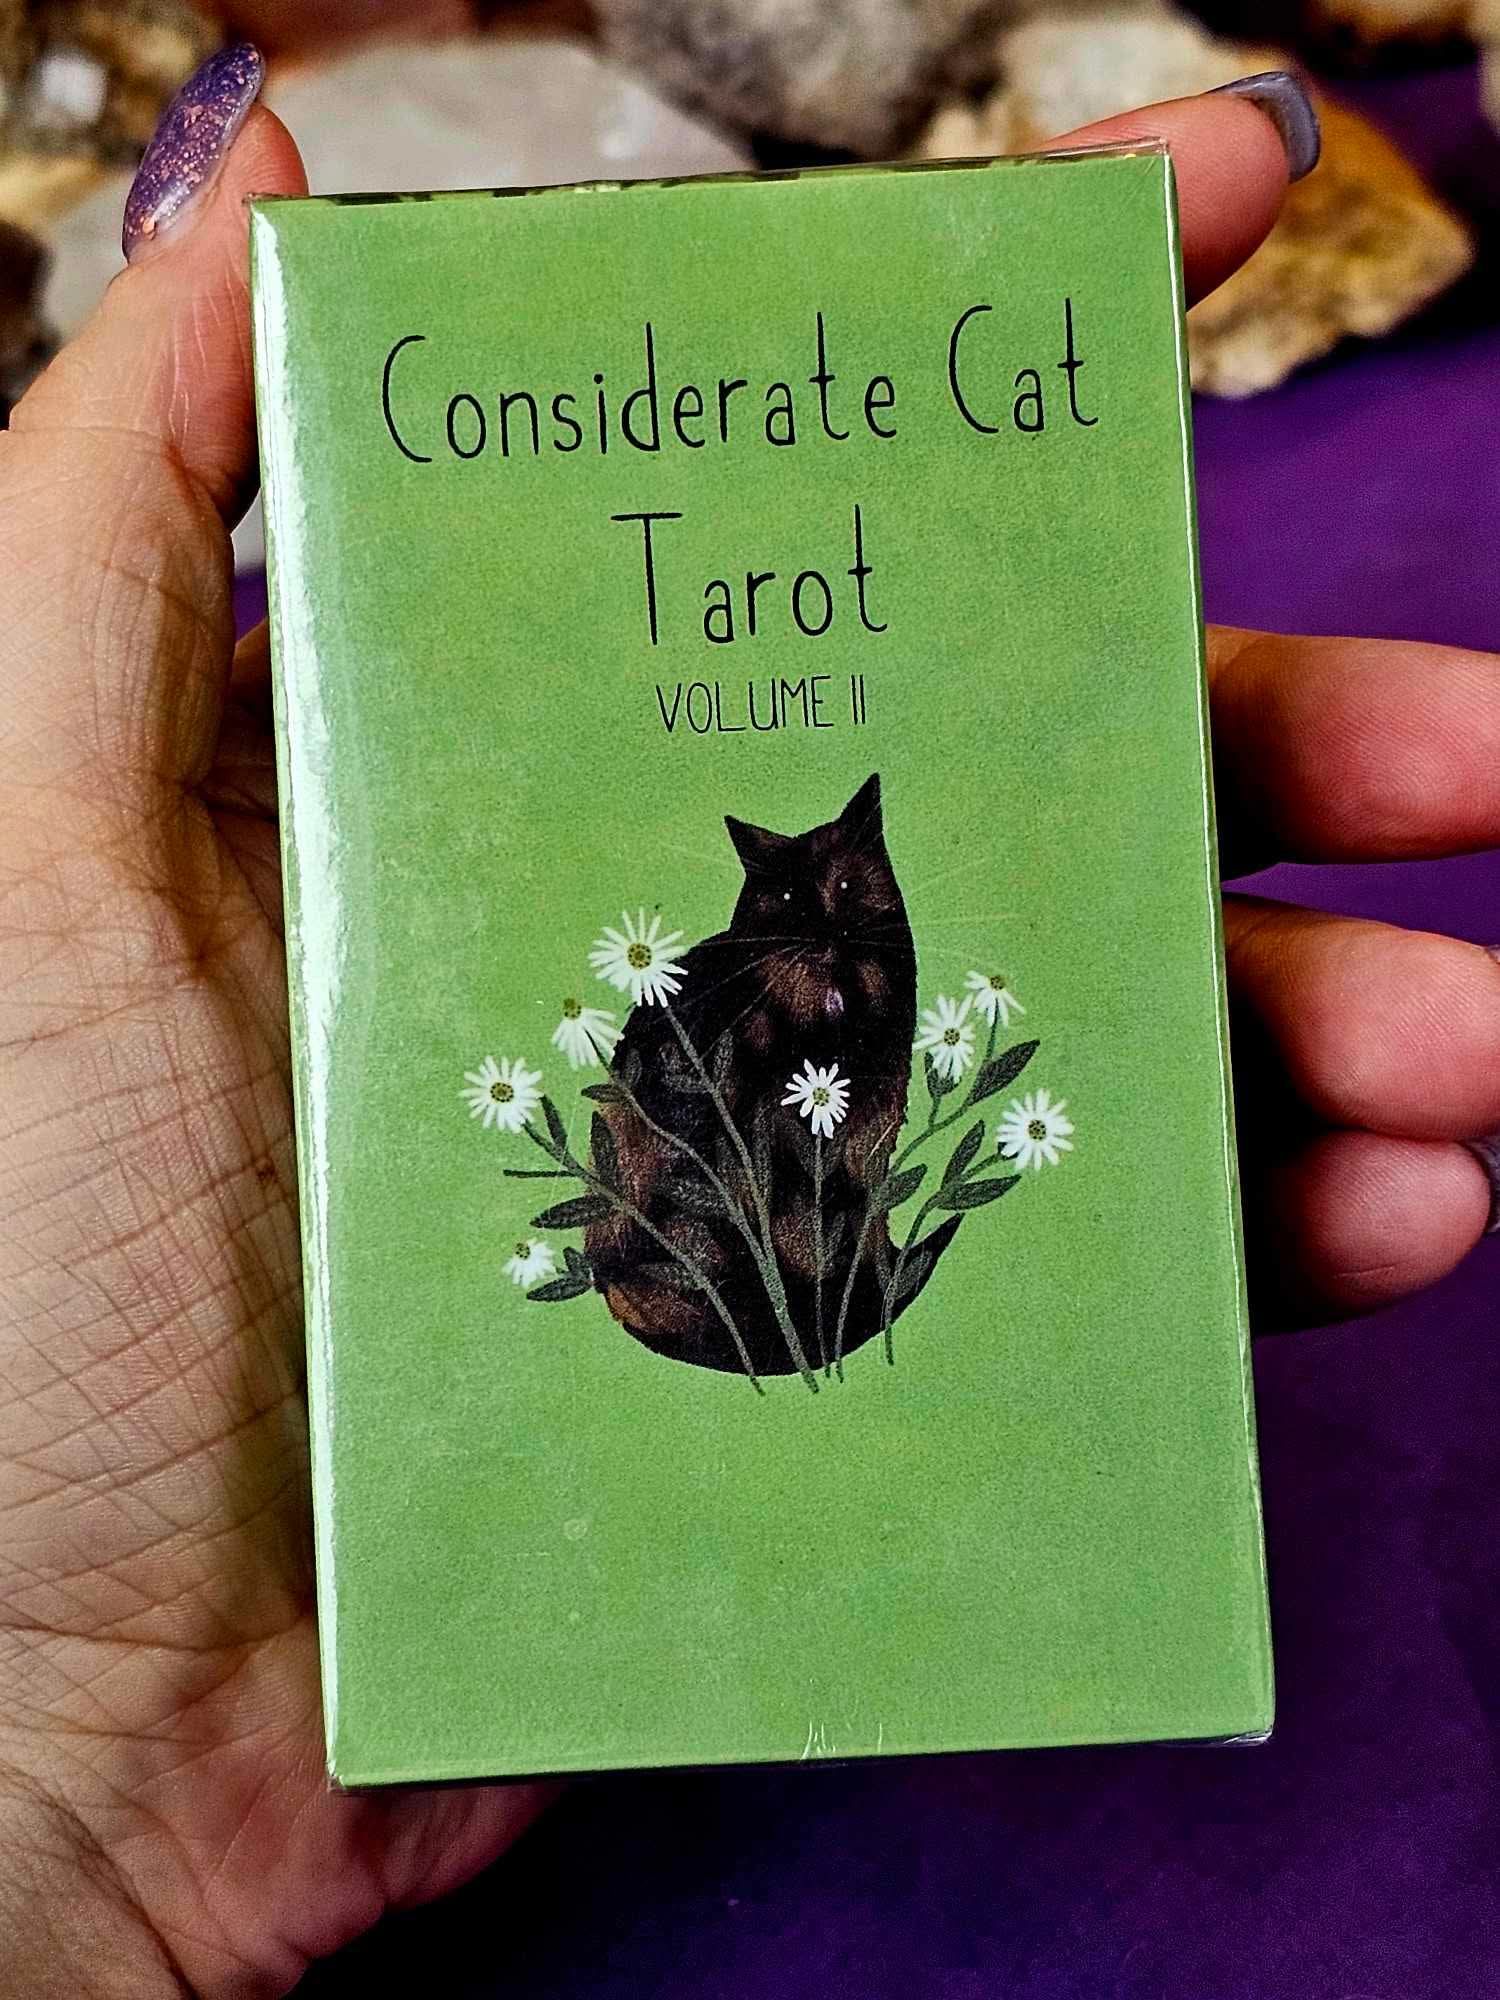 Considerate Cat
Tarot
VOLUME II